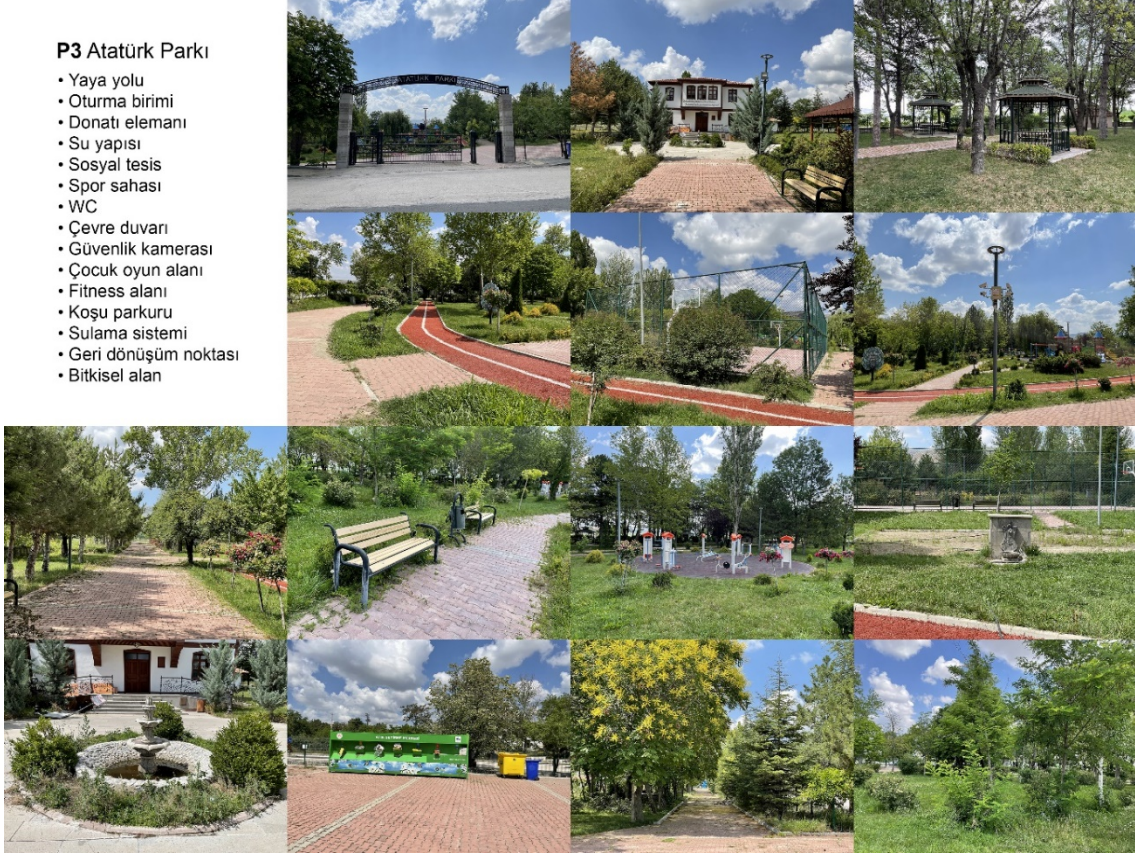 P3 Atatürk Parkı
• Yaya yolu
• Oturma birimi
• Donatı elemanı
• Su yapısı
• Sosyal tesis
• Spor sahası
• WC
• Çevre duvarı
• Güvenlik kamerası
• Çocuk oyun alanı
• Fitness alanı
• Koşu parkuru
• Sulama sistemi
• Geri dönüşüm noktası
• Bitkisel alan
ATATÜRK PARKI